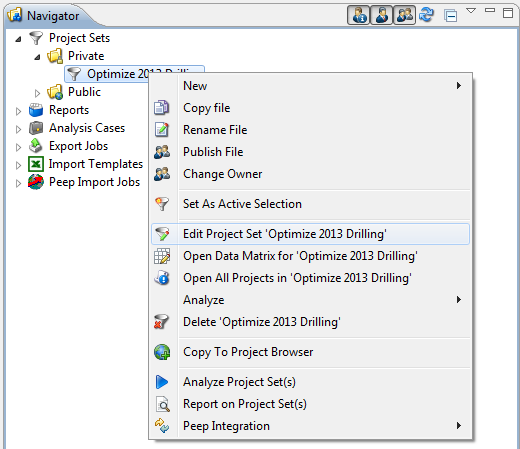 Navigator
Project Sets
Private
Optimize 2013 Drilling
Public
Reports
Analysis Cases
Export Jobs
Import Templates
Peep Import Jobs
New
Copy file
Rename File
Publish File
Change Owner
Set As Active Selection
Edit Project Set 'Optimize 2013 Drilling'
Open Data Matrix for 'Optimize 2013 Drilling'
Open All Projects in 'Optimize 2013 Drilling'
Analyze
Delete 'Optimize 2013 Drilling'
Copy To Project Browser
Analyze Project Set(s)
Report on Project Set(s)
Peep Integration